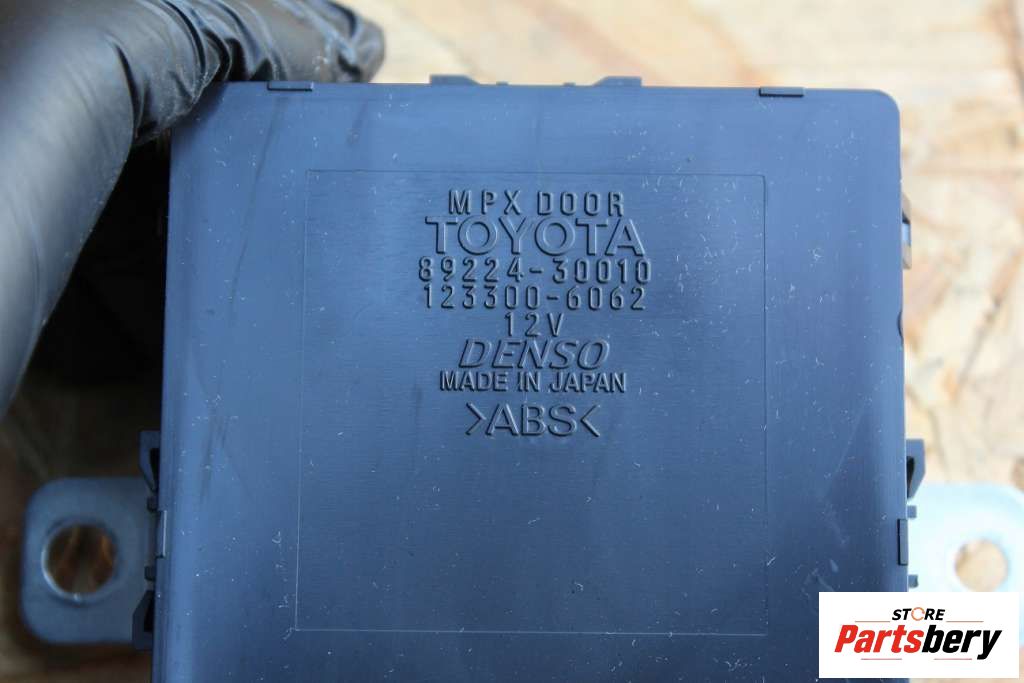 MPX DOOR
TOYOTA
89224-30010
123300-6062
12V
DENSO
MADE IN JAPAN
>ABS<
STORE
Partsbery